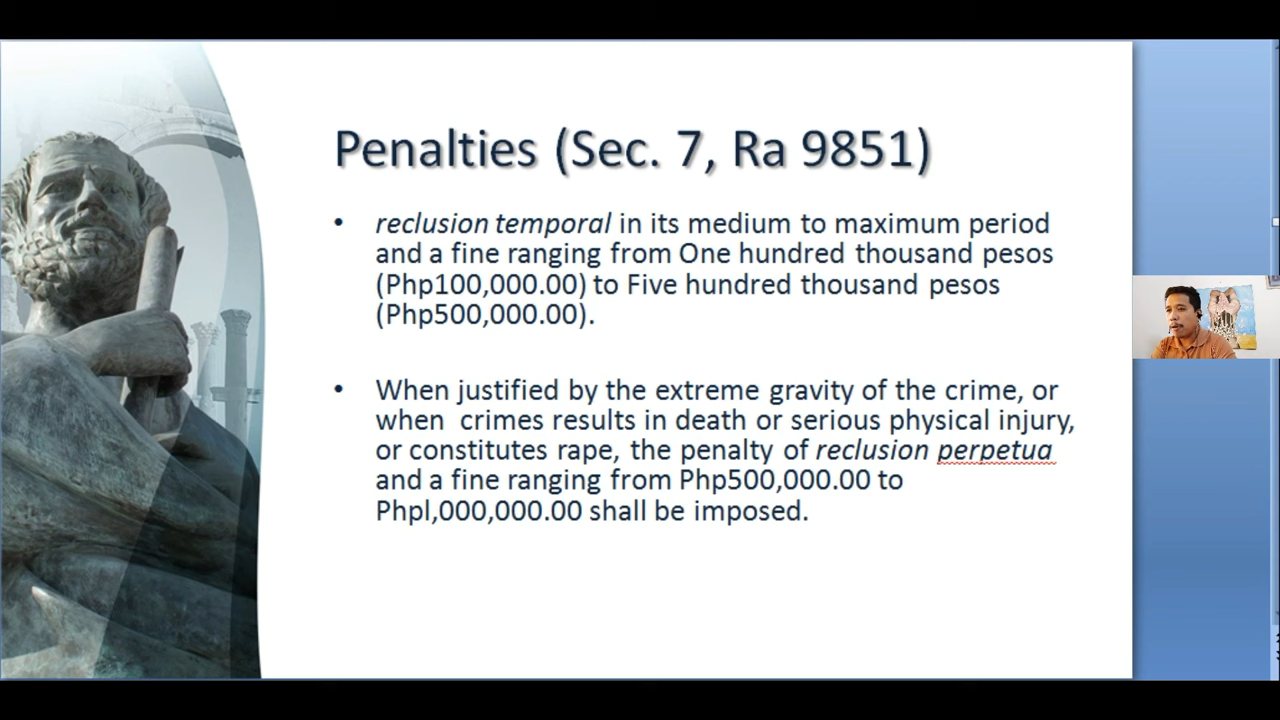 Penalties (Sec. 7, Ra 9851)
• reclusion temporal in its medium to maximum period
and a fine ranging from One hundred thousand pesos
(Php100,000.00) to Five hundred thousand pesos
(Php500,000.00).
• When justified by the extreme gravity of the crime, or
when crimes results in death or serious physical injury,
or constitutes rape, the penalty of reclusion perpetua
and a fine ranging from Php500,000.00 to
Phpl,000,000.00 shall be imposed.